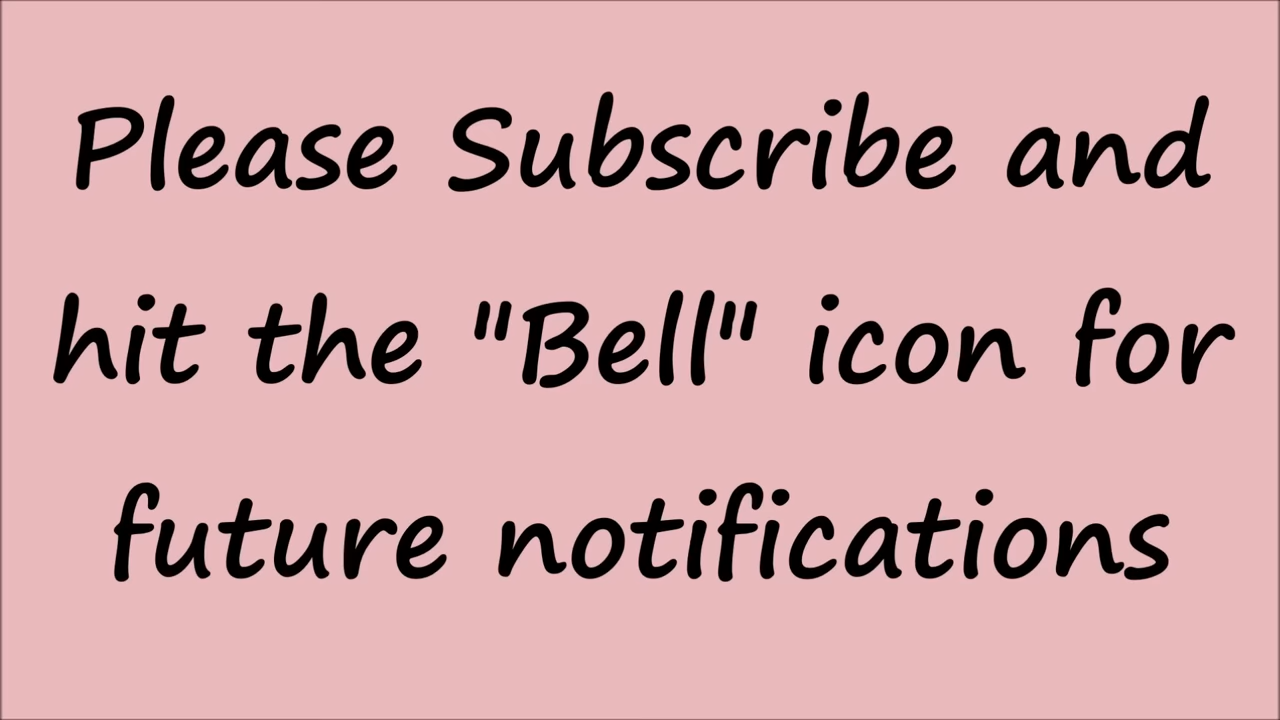 Please Subscribe and
hit the "Bell" icon for
future notifications